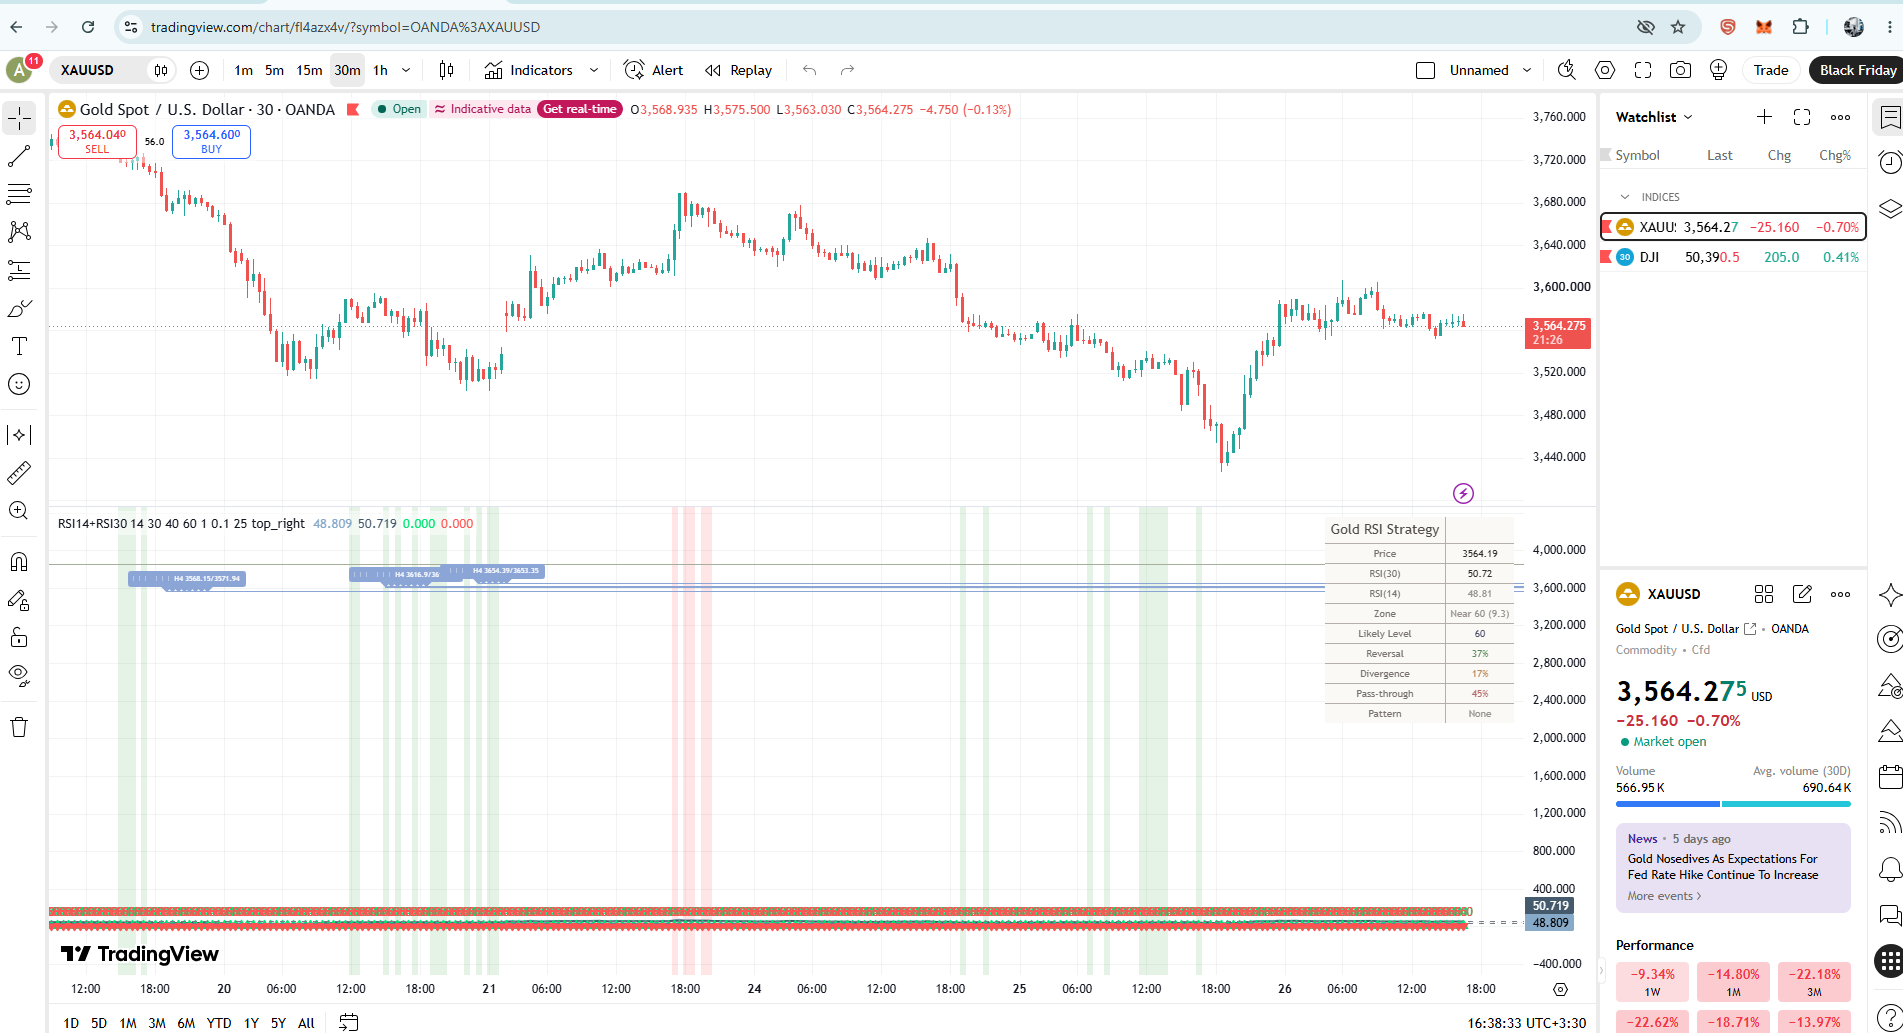 tradingview.com/chart/fl4azx4v/?symbol=OANDA%3AXAUUSD
A 11 XAUUSD 1m 5m 15m 30m 1h Indicators Alert Replay Unnamed Trade Black Friday
Gold Spot / U.S. Dollar · 30 · OANDA Open Indicative data Get real-time O3,568.935 H3,575.500 L3,563.030 C3,564.275 −4.750 (−0.13%)
3,564.040 SELL 56.0 3,564.600 BUY
3,760.000
3,720.000
3,680.000
3,640.000
3,600.000
3,564.275
21:26
3,520.000
3,480.000
3,440.000
RSI14+RSI30 14 30 40 60 1 0.1 25 top_right 48.809 50.719 0.000 0.000
H4 3568.15/3571.94
H4 3616.9/36
H4 3654.39/3653.35
Gold RSI Strategy
Price 3564.19
RSI(30) 50.72
RSI(14) 48.81
Zone Near 60 (9.3)
Likely Level 60
Reversal 37%
Divergence 17%
Pass-through 45%
Pattern None
4,000.000
3,600.000
3,200.000
2,800.000
2,400.000
2,000.000
1,600.000
1,200.000
800.000
400.000
50.719
48.809
−400.000
TradingView
12:00 18:00 20 06:00 12:00 18:00 21 06:00 12:00 18:00 24 06:00 12:00 18:00 25 06:00 12:00 18:00 26 06:00 12:00 18:00
1D 5D 1M 3M 6M YTD 1Y 5Y All 16:38:33 UTC+3:30
Watchlist
Symbol Last Chg Chg%
INDICES
XAUU 3,564.27 −25.160 −0.70%
30 DJI 50,390.5 205.0 0.41%
XAUUSD
Gold Spot / U.S. Dollar • OANDA
Commodity • Cfd
3,564.275 USD
−25.160 −0.70%
Market open
Volume Avg. volume (30D)
566.95 K 690.64 K
News • 5 days ago
Gold Nosedives As Expectations For
Fed Rate Hike Continue To Increase
More events
Performance
−9.34% −14.80% −22.18%
1W 1M 3M
−22.62% −18.71% −13.97%